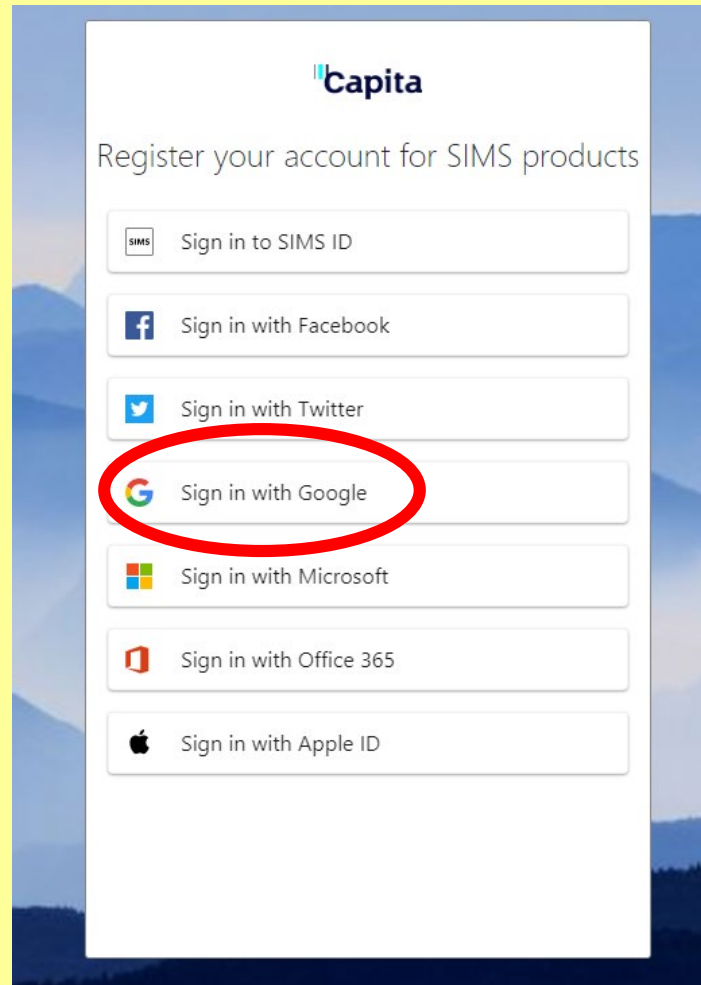 Capita
Register your account for SIMS products
SIMS Sign in to SIMS ID
Sign in with Facebook
Sign in with Twitter
Sign in with Google
Sign in with Microsoft
Sign in with Office 365
Sign in with Apple ID